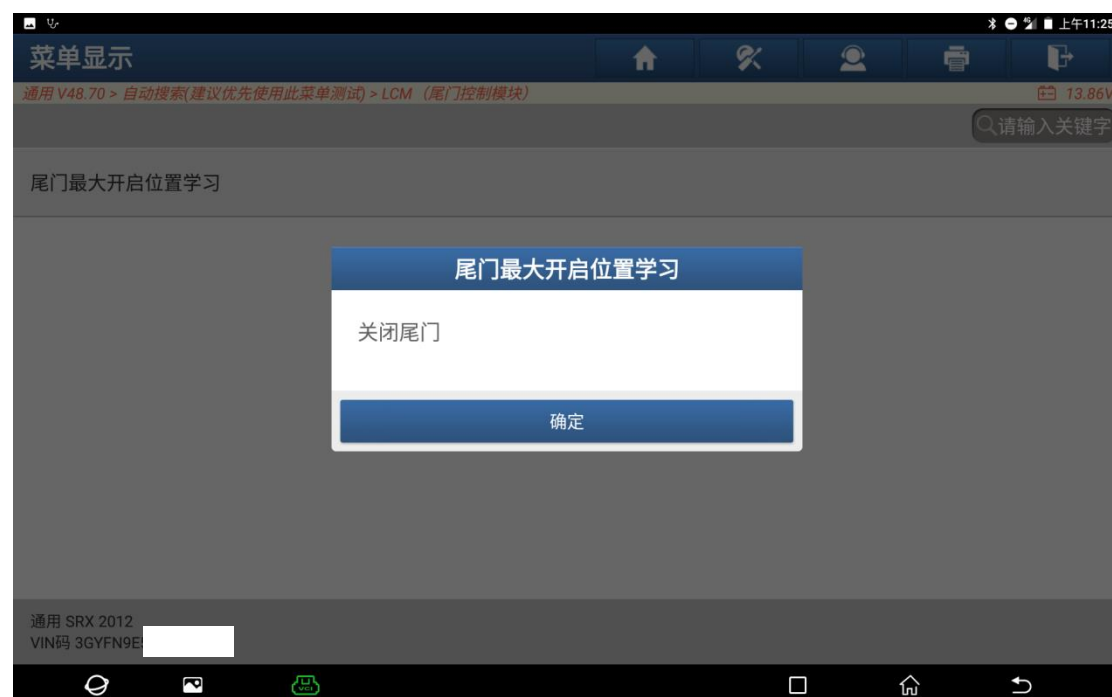 上午11:25
菜单显示
通用 V48.70 > 自动搜索(建议优先使用此菜单测试) > LCM（尾门控制模块）
13.86V
请输入关键字
尾门最大开启位置学习
尾门最大开启位置学习
关闭尾门
确定
通用 SRX 2012
VIN码 3GYFN9E
VCI